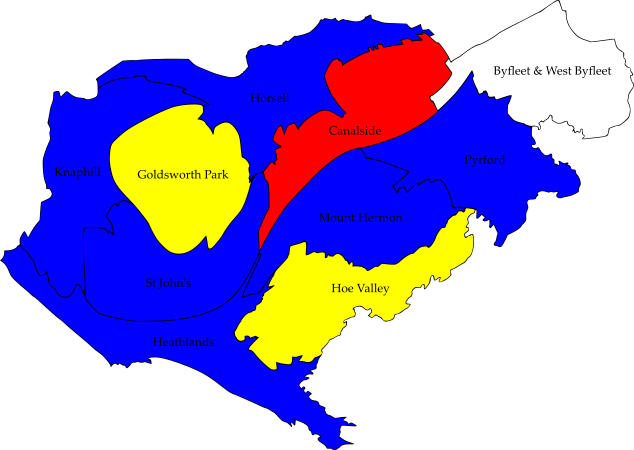 Byfleet & West Byfleet
Horsell
Canalside
Pyrford
Knaphill
Goldsworth Park
Mount Hermon
St John's
Hoe Valley
Heathlands